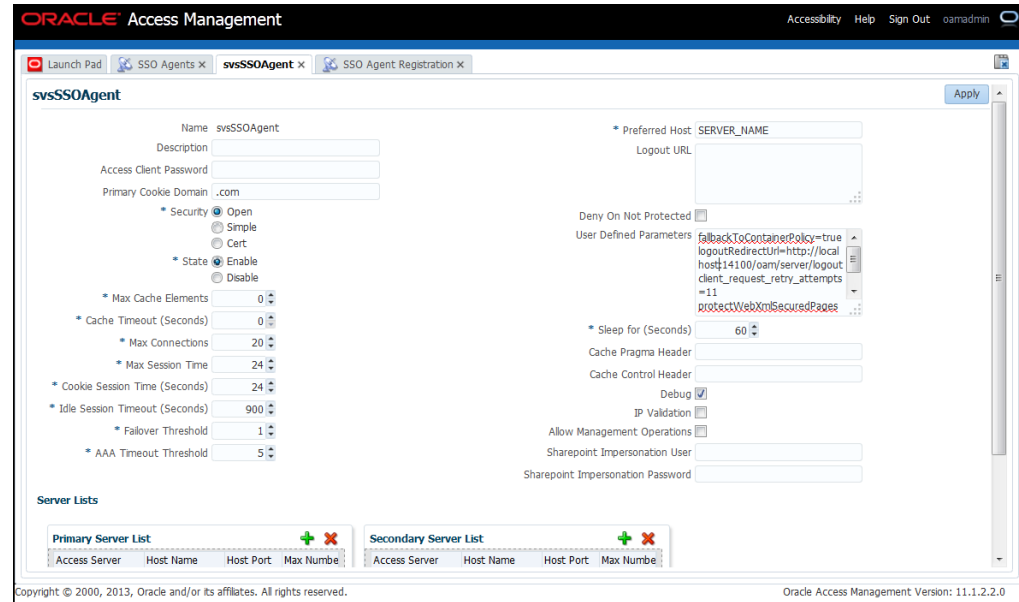 ORACLE Access Management
Accessibility Help Sign Out oamadmin
Launch Pad SSO Agents × svsSSOAgent × SSO Agent Registration ×
svsSSOAgent
Apply
Name svsSSOAgent
Description
Access Client Password
Primary Cookie Domain .com
* Security Open
Simple
Cert
* State Enable
Disable
* Max Cache Elements 0
* Cache Timeout (Seconds) 0
* Max Connections 20
* Max Session Time 24
* Cookie Session Time (Seconds) 24
* Idle Session Timeout (Seconds) 900
* Failover Threshold 1
* AAA Timeout Threshold 5
* Preferred Host SERVER_NAME
Logout URL
Deny On Not Protected
User Defined Parameters fallbackToContainerPolicy=true
logoutRedirectUrl=http://local
host:14100/oam/server/logout
client_request_retry_attempts
=11
protectWebXmlSecuredPages
* Sleep for (Seconds) 60
Cache Pragma Header
Cache Control Header
Debug
IP Validation
Allow Management Operations
Sharepoint Impersonation User
Sharepoint Impersonation Password
Server Lists
Primary Server List
Access Server Host Name Host Port Max Numbe
Secondary Server List
Access Server Host Name Host Port Max Numbe
Copyright © 2000, 2013, Oracle and/or its affiliates. All rights reserved.
Oracle Access Management Version: 11.1.2.2.0